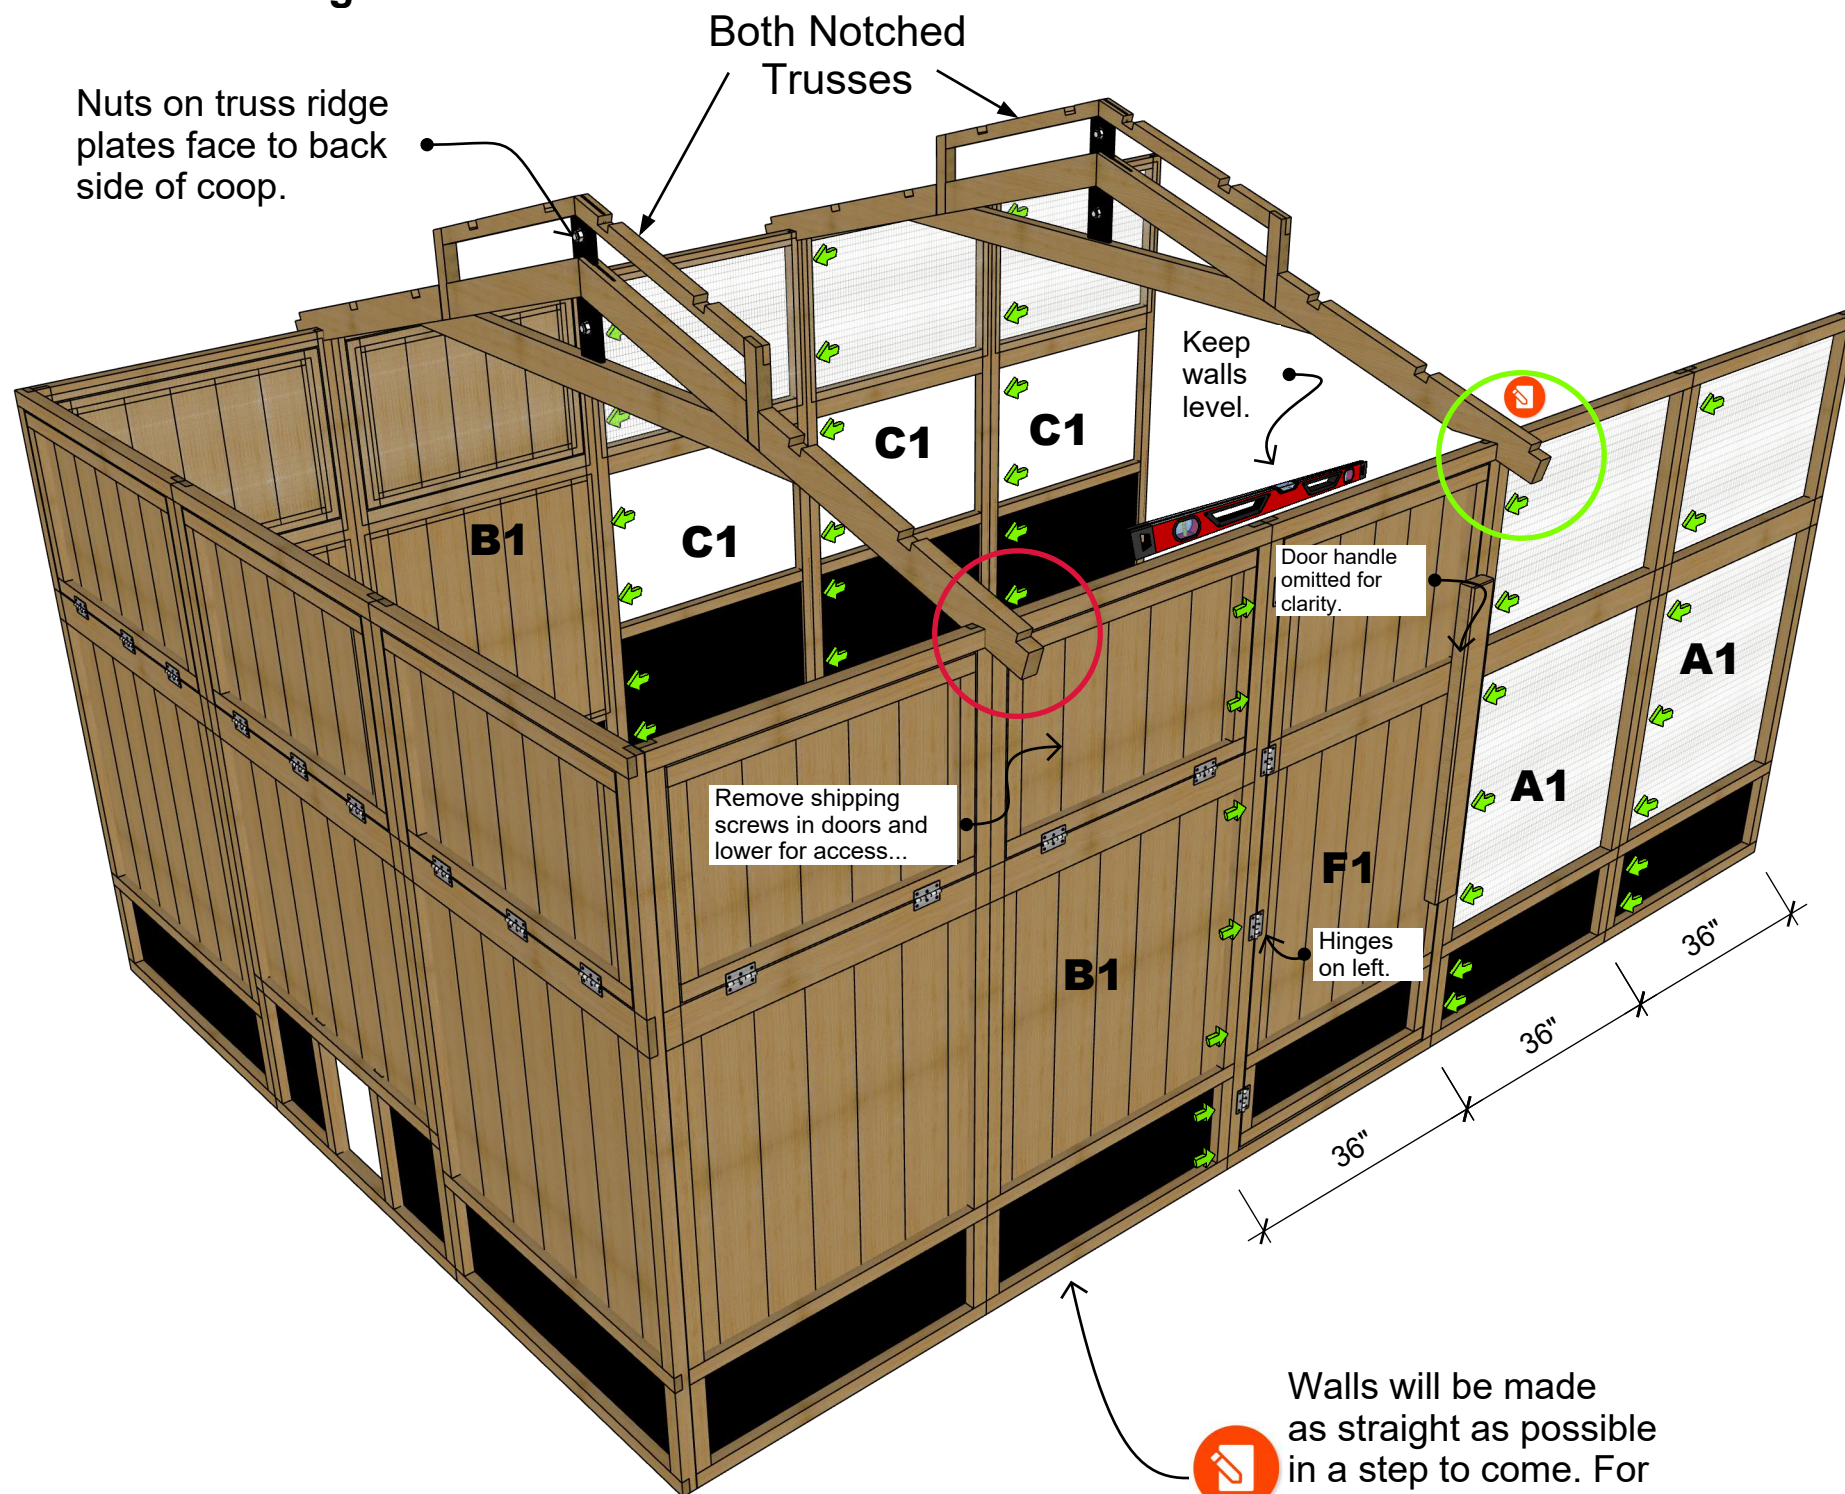 Both Notched
Trusses
Nuts on truss ridge
plates face to back
side of coop.
Keep
walls
level.
C1
C1
C1
B1
Door handle
omitted for
clarity.
A1
A1
Remove shipping
screws in doors and
lower for access...
F1
B1
Hinges
on left.
36"
36"
36"
Walls will be made
as straight as possible
in a step to come. For